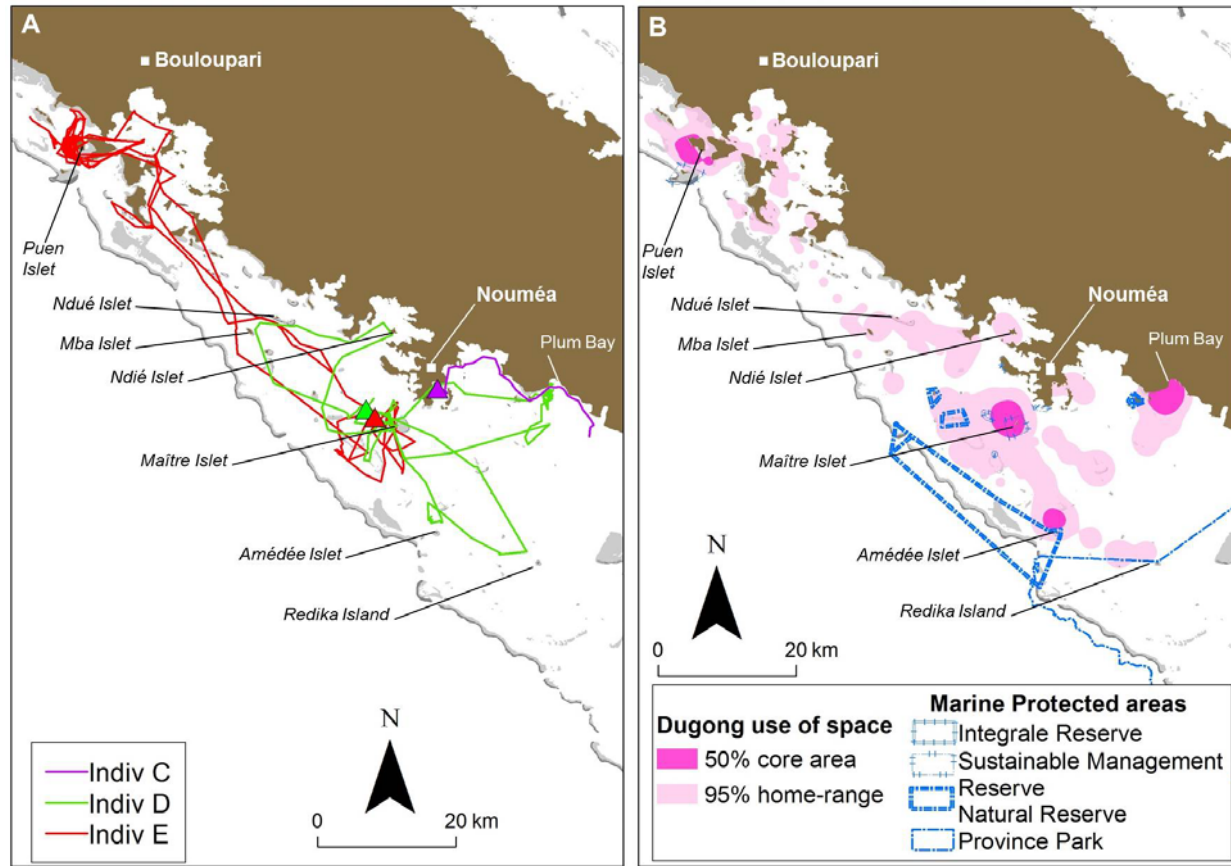 A
Bouloupari
Puen
Islet
Ndué Islet
Mba Islet
Ndié Islet
Nouméa
Plum Bay
Maître Islet
Amédée Islet
Redika Island
N
0 20 km
Indiv C
Indiv D
Indiv E
B
Bouloupari
Puen
Islet
Ndué Islet
Mba Islet
Ndié Islet
Nouméa
Plum Bay
Maître Islet
Amédée Islet
Redika Island
N
0 20 km
Dugong use of space
50% core area
95% home-range
Marine Protected areas
Integrale Reserve
Sustainable Management
Reserve
Natural Reserve
Province Park